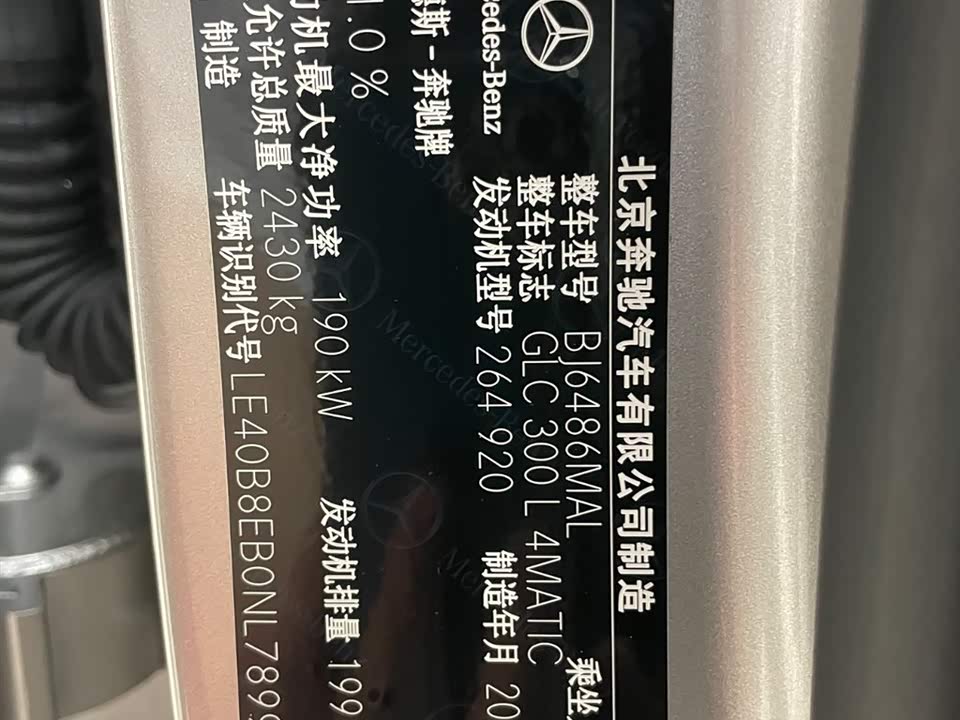 北京奔驰汽车有限公司制造
edes-Benz
整车型号 BJ6486MAL
乘坐
整车标志 GLC 300 L 4MATIC
发动机型号 264 920
制造年月 20
斯-奔驰牌
1.0 %
机最大净功率 190 kW
发动机排量 199
允许总质量 2430 kg
制造
车辆识别代号 LE40B8EB0NL789